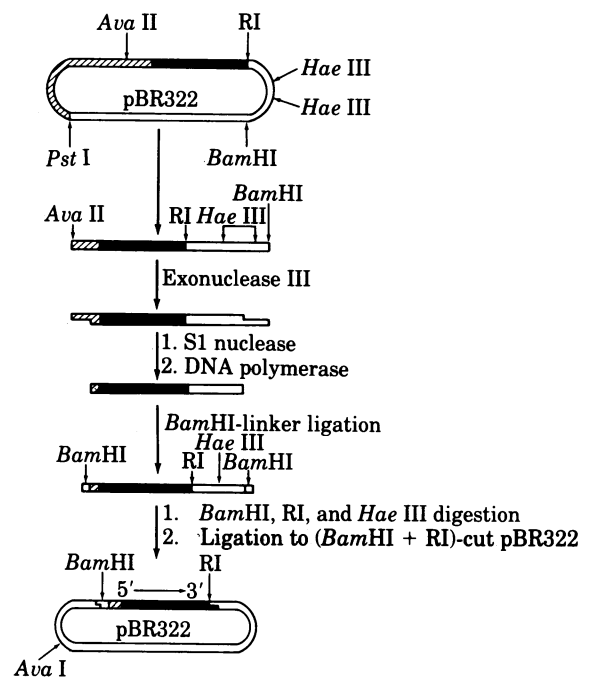 Ava II RI
Hae III
pBR322
Hae III
Pst I BamHI
BamHI
Ava II RI Hae III
Exonuclease III
1. S1 nuclease
2. DNA polymerase
BamHI-linker ligation
Hae III
BamHI RI BamHI
1. BamHI, RI, and Hae III digestion
2. Ligation to (BamHI + RI)-cut pBR322
BamHI RI
5′ 3′
pBR322
Ava I